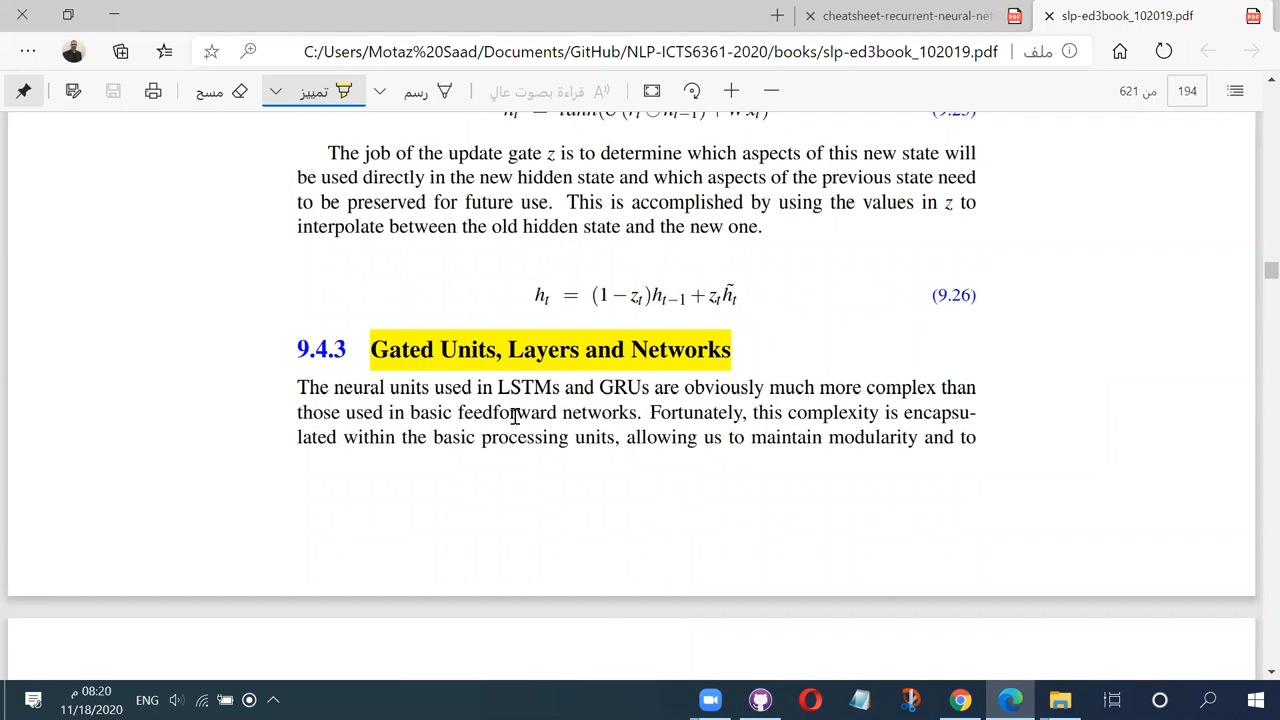 cheatsheet-recurrent-neural-net
slp-ed3book_102019.pdf
C:/Users/Motaz%20Saad/Documents/GitHub/NLP-ICTS6361-2020/books/slp-ed3book_102019.pdf
ملف
مسح
تمييز
رسم
قراءة بصوت عالٍ
من 621
194
The job of the update gate z is to determine which aspects of this new state will
be used directly in the new hidden state and which aspects of the previous state need
to be preserved for future use. This is accomplished by using the values in z to
interpolate between the old hidden state and the new one.
hₜ = (1 − zₜ)hₜ₋₁ + zₜh̃ₜ (9.26)
9.4.3 Gated Units, Layers and Networks
The neural units used in LSTMs and GRUs are obviously much more complex than
those used in basic feedforward networks. Fortunately, this complexity is encapsu-
lated within the basic processing units, allowing us to maintain modularity and to
08:20 م
11/18/2020
ENG